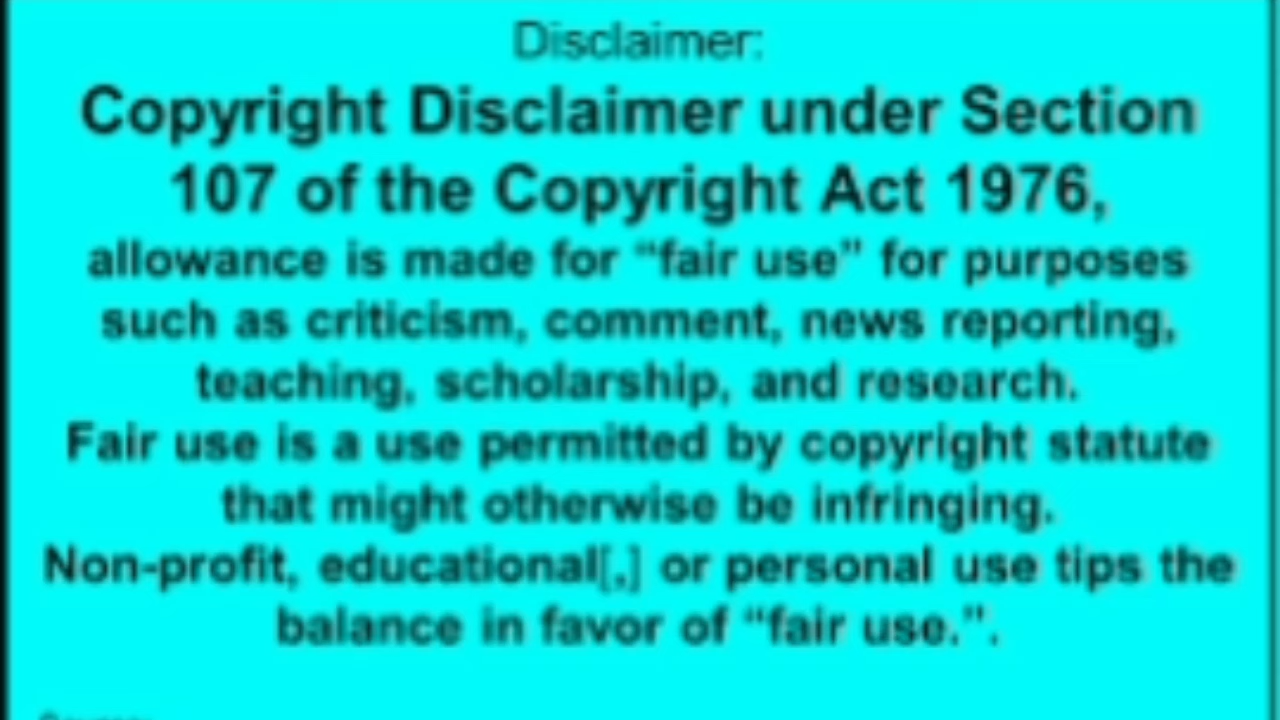 Disclaimer:
Copyright Disclaimer under Section
107 of the Copyright Act 1976,
allowance is made for “fair use” for purposes
such as criticism, comment, news reporting,
teaching, scholarship, and research.
Fair use is a use permitted by copyright statute
that might otherwise be infringing.
Non-profit, educational[,] or personal use tips the
balance in favor of “fair use.”.